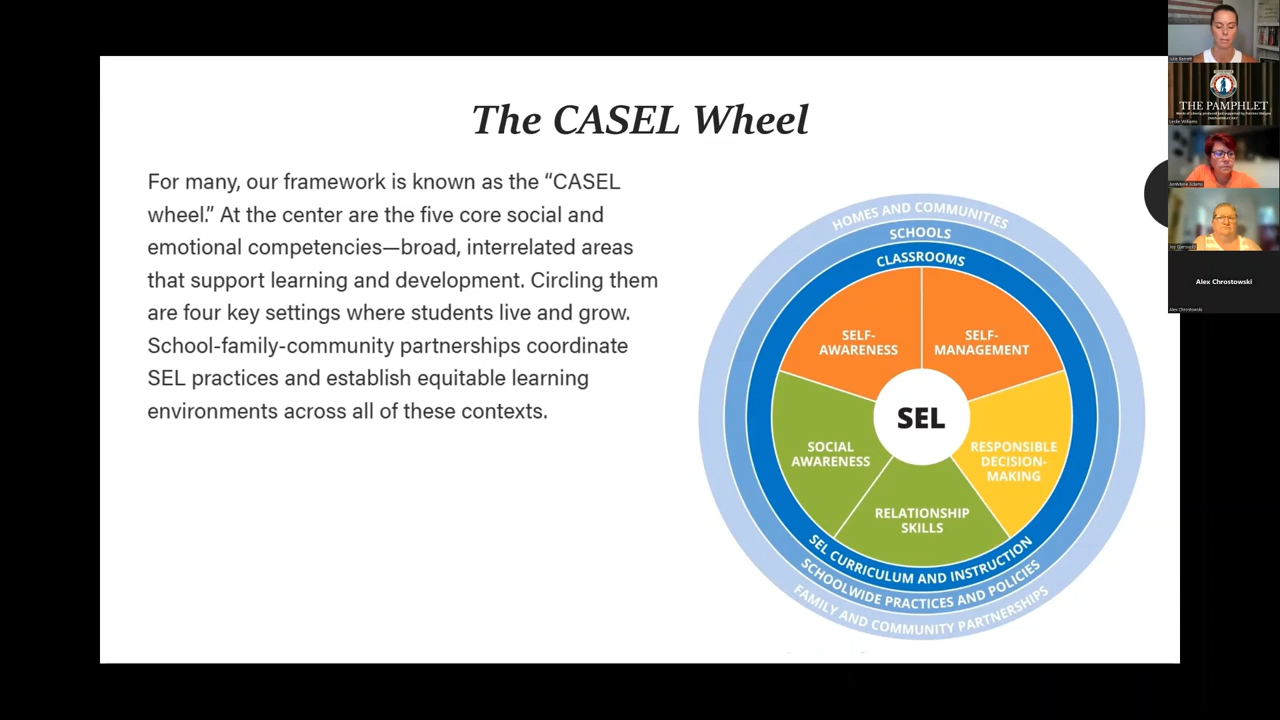 The CASEL Wheel
For many, our framework is known as the “CASEL
wheel.” At the center are the five core social and
emotional competencies—broad, interrelated areas
that support learning and development. Circling them
are four key settings where students live and grow.
School-family-community partnerships coordinate
SEL practices and establish equitable learning
environments across all of these contexts.
HOMES AND COMMUNITIES
SCHOOLS
CLASSROOMS
SELF-
AWARENESS
SELF-
MANAGEMENT
SEL
SOCIAL
AWARENESS
RESPONSIBLE
DECISION-
MAKING
RELATIONSHIP
SKILLS
SEL CURRICULUM AND INSTRUCTION
SCHOOLWIDE PRACTICES AND POLICIES
FAMILY AND COMMUNITY PARTNERSHIPS
THE PAMPHLET
Leslie Williams
Alex Chrostowski
Alex Chrostowski